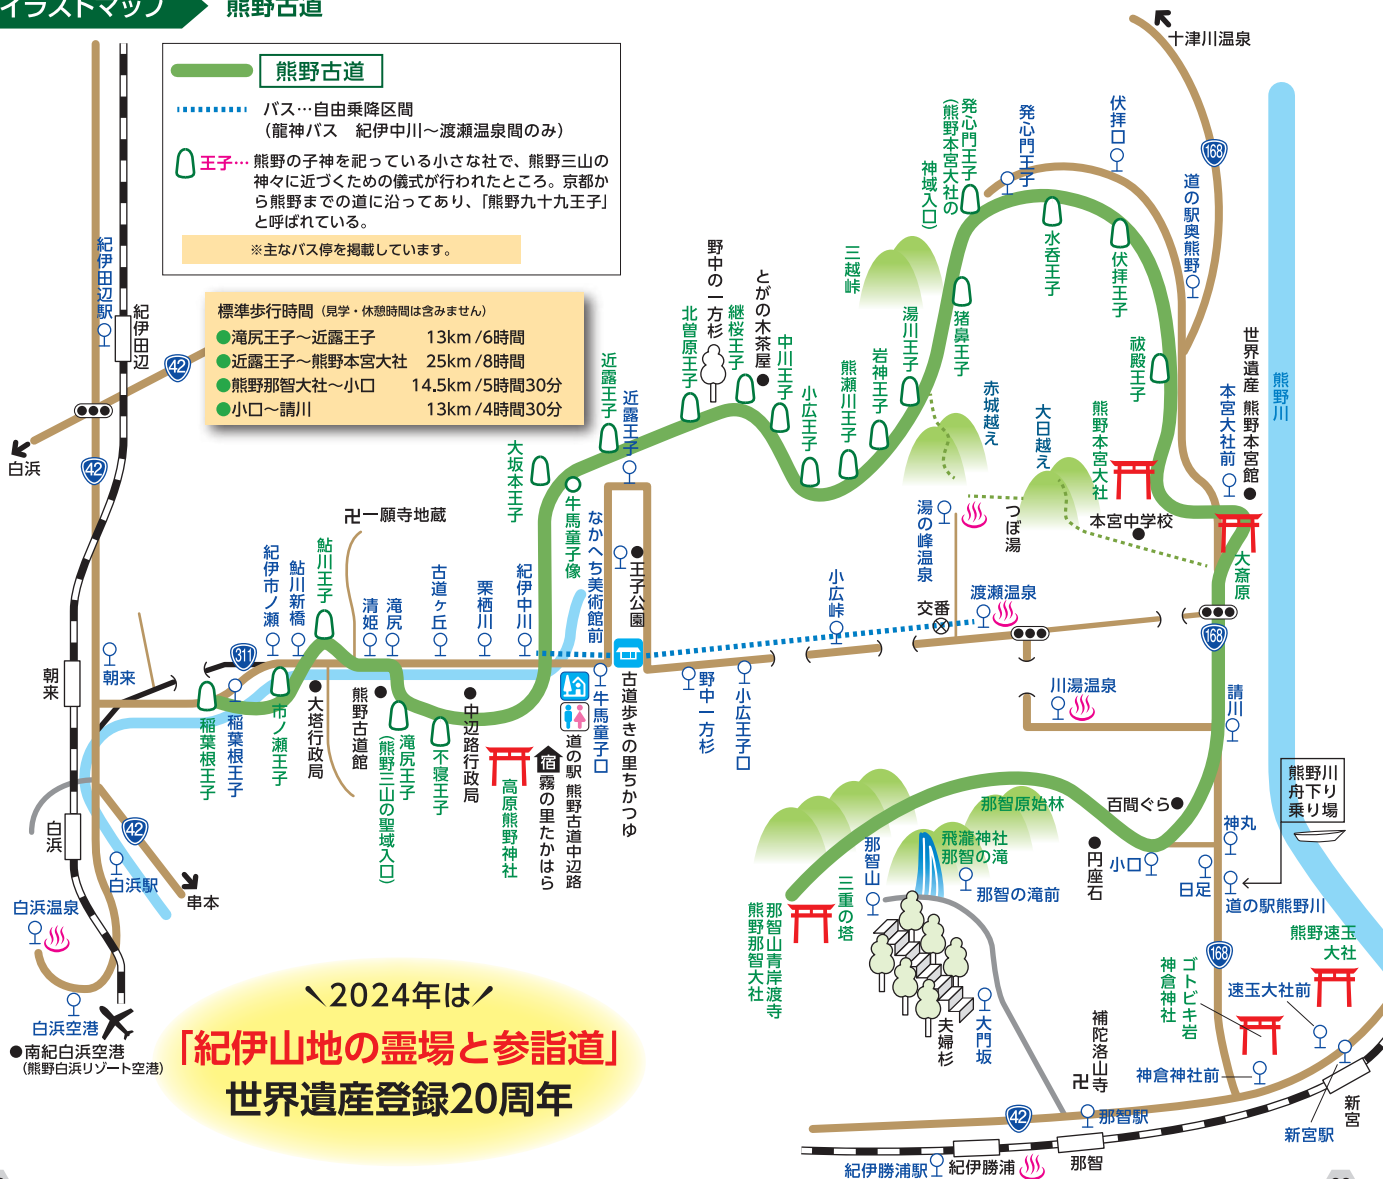 イラストマップ
熊野古道
熊野古道
バス…自由乗降区間
（龍神バス　紀伊中川〜渡瀬温泉間のみ）
王子… 熊野の子神を祀っている小さな社で、熊野三山の
神々に近づくための儀式が行われたところ。京都か
ら熊野までの道に沿ってあり、「熊野九十九王子」
と呼ばれている。
※主なバス停を掲載しています。
標準歩行時間（見学・休憩時間は含みません）
●滝尻王子〜近露王子　13km /6時間
●近露王子〜熊野本宮大社　25km /8時間
●熊野那智大社〜小口　14.5km /5時間30分
●小口〜請川　13km /4時間30分
紀伊田辺駅
紀伊田辺
42
白浜
42
朝来
朝来
白浜
42
白浜駅
串本
白浜温泉
白浜空港
●南紀白浜空港
（熊野白浜リゾート空港）
311
稲葉根王子
稲葉根王子
紀伊市ノ瀬
市ノ瀬王子
鮎川新橋
鮎川王子
卍一願寺地蔵
大塔行政局
清姫
滝尻
熊野古道館
滝尻王子
（熊野三山の聖域入口）
古道ヶ丘
不寝王子
栗栖川
中辺路行政局
紀伊中川
高原熊野神社
宿
霧の里たかはら
大坂本王子
牛馬童子像
なかへち美術館前
近露王子
近露王子
王子公園
牛馬童子口
道の駅 熊野古道中辺路
古道歩きの里ちかつゆ
北曽原王子
野中の一方杉
継桜王子
とがの木茶屋
中川王子
小広王子
熊瀬川王子
岩神王子
湯川王子
三越峠
猪鼻王子
発心門王子
（熊野本宮大社の
神域入口）
発心門王子
水呑王子
伏拝口
伏拝王子
十津川温泉
168
道の駅奥熊野
祓殿王子
世界遺産 熊野本宮館
本宮大社前
熊野川
熊野本宮大社
赤城越え
大日越え
本宮中学校
大斎原
湯の峰温泉
つぼ湯
交番
渡瀬温泉
小広峠
野中一方杉
小広王子口
168
川湯温泉
請川
熊野川
舟下り
乗り場
神丸
日足
小口
道の駅熊野川
百間ぐら
円座石
那智原始林
飛瀧神社
那智の滝
那智の滝前
那智山
三重の塔
那智山青岸渡寺
熊野那智大社
夫婦杉
大門坂
168
熊野速玉
大社
速玉大社前
ゴトビキ岩
神倉神社
神倉神社前
補陀洛山寺
卍
42
那智駅
紀伊勝浦駅
紀伊勝浦
那智
新宮
新宮駅
2024年は
「紀伊山地の霊場と参詣道」
世界遺産登録20周年